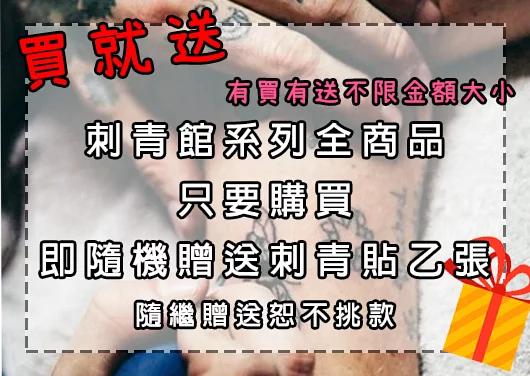 買就送
有買有送不限金額大小
刺青館系列全商品
只要購買
即隨機贈送刺青貼乙張
隨繼贈送恕不挑款